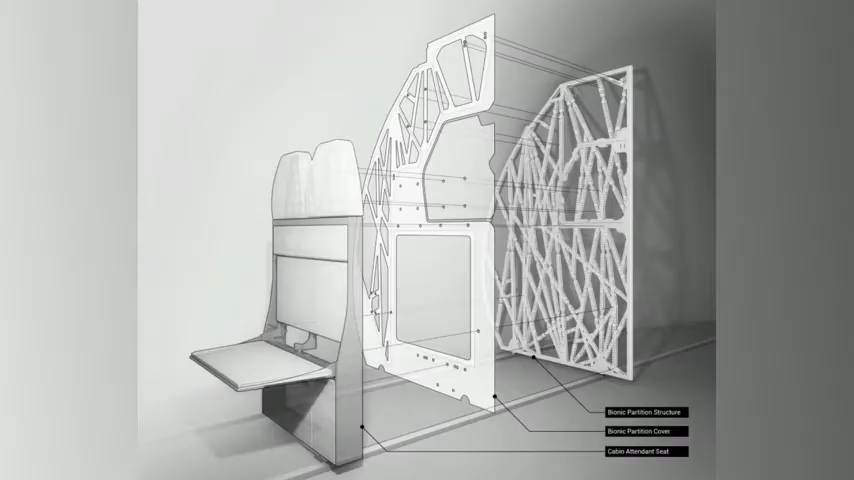 Bionic Partition Structure
Bionic Partition Cover
Cabin Attendant Seat